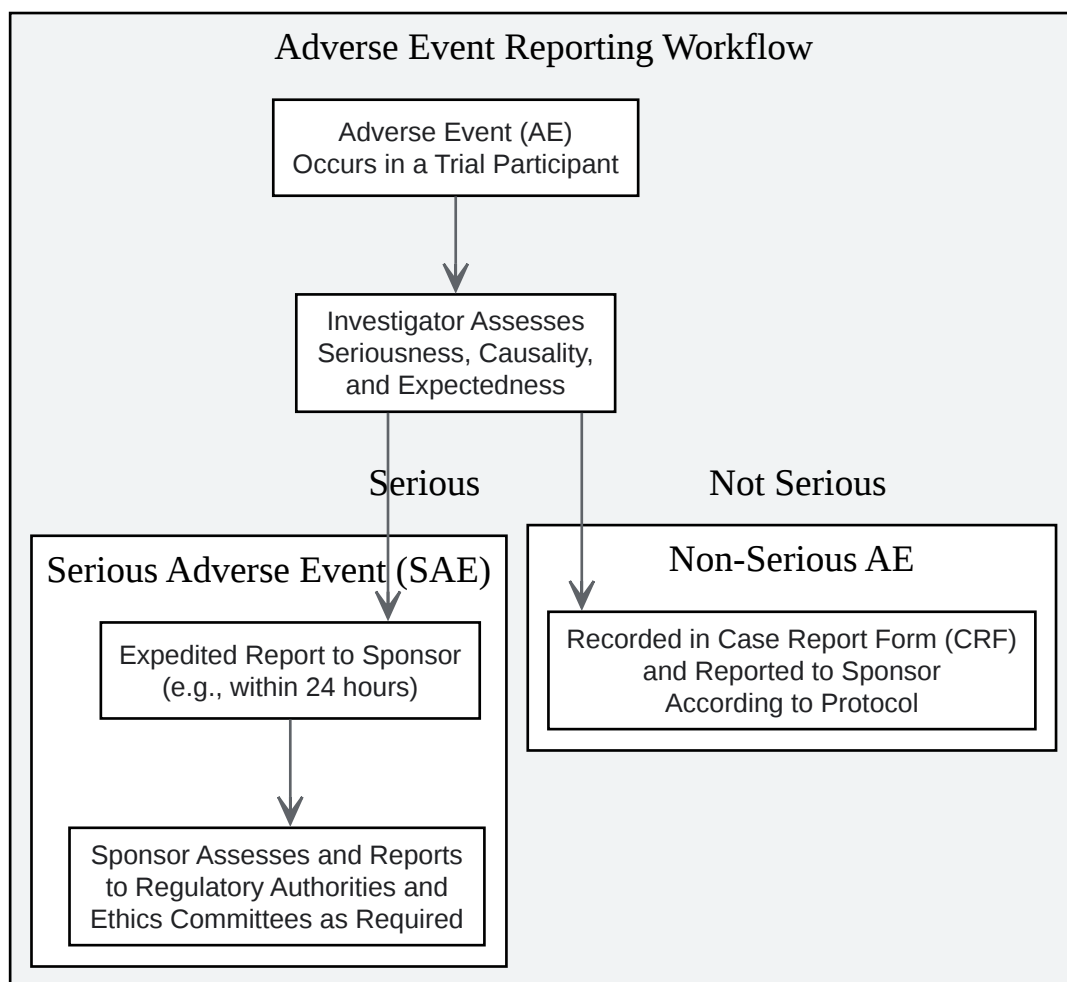 Adverse Event Reporting Workflow
Adverse Event (AE)
Occurs in a Trial Participant
Investigator Assesses
Seriousness, Causality,
and Expectedness
Serious
Not Serious
Serious Adverse Event (SAE)
Expedited Report to Sponsor
(e.g., within 24 hours)
Sponsor Assesses and Reports
to Regulatory Authorities and
Ethics Committees as Required
Non-Serious AE
Recorded in Case Report Form (CRF)
and Reported to Sponsor
According to Protocol